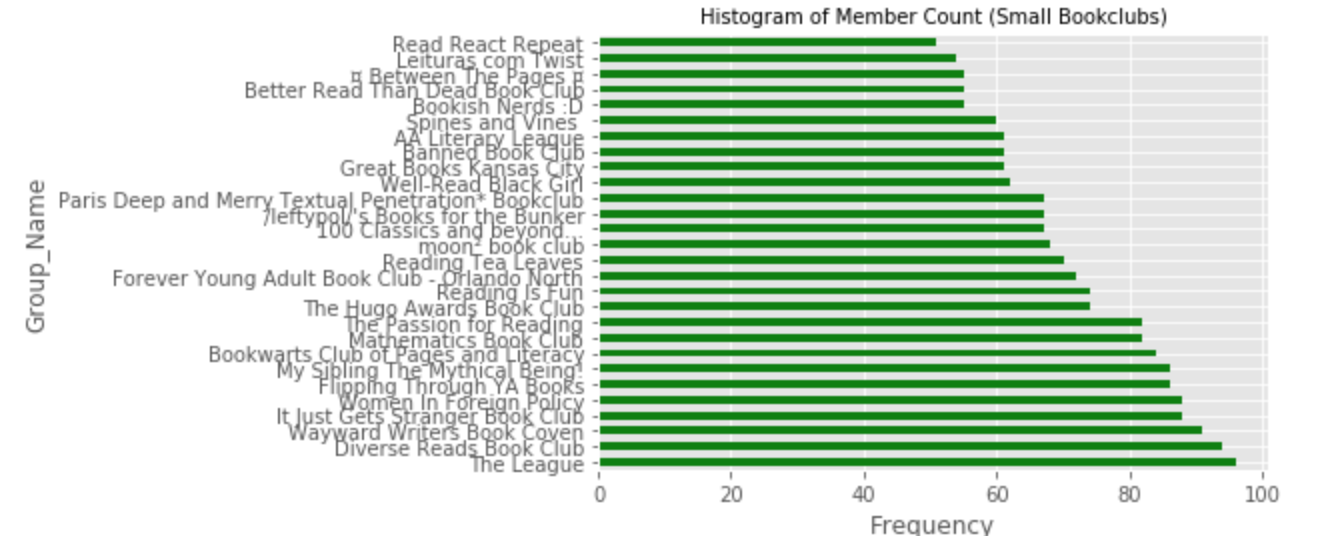 Histogram of Member Count (Small Bookclubs)
Read React Repeat
Leituras com Twist
¤ Between The Pages ¤
Better Read Than Dead Book Club
Bookish Nerds :D
Spines and Vines
AA Literary League
Banned Book Club
Great Books Kansas City
Well-Read Black Girl
Paris Deep and Merry Textual Penetration* Bookclub
/leftypol/'s Books for the Bunker
100 Classics and beyond...
moon² book club
Reading Tea Leaves
Forever Young Adult Book Club - Orlando North
Reading Is Fun
The Hugo Awards Book Club
The Passion for Reading
Mathematics Book Club
Bookwarts Club of Pages and Literacy
My Sibling The Mythical Being!
Flipping Through YA Books
Women In Foreign Policy
It Just Gets Stranger Book Club
Wayward Writers Book Coven
Diverse Reads Book Club
The League
Group_Name
0 20 40 60 80 100
Frequency